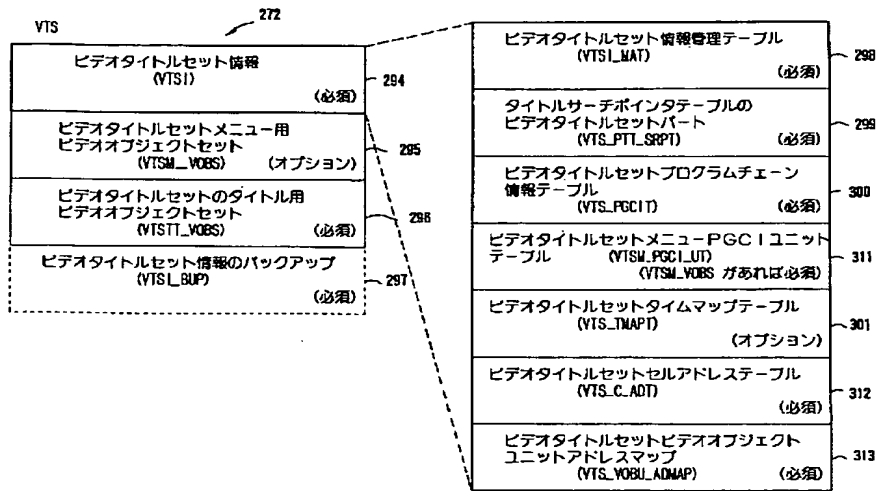 VTS
272
ビデオタイトルセット情報
(VTSI)
(必須)
294
ビデオタイトルセットメニュー用
ビデオオブジェクトセット
(VTSM_VOBS) (オプション)
295
ビデオタイトルセットのタイトル用
ビデオオブジェクトセット
(VTSTT_VOBS) (必須)
296
ビデオタイトルセット情報のバックアップ
(VTSI_BUP)
(必須)
297
ビデオタイトルセット情報管理テーブル
(VTSI_MAT)
(必須)
298
タイトルサーチポインタテーブルの
ビデオタイトルセットパート
(VTS_PTT_SRPT) (必須)
299
ビデオタイトルセットプログラムチェーン
情報テーブル
(VTS_PGCIT) (必須)
300
ビデオタイトルセットメニューPGCIユニット
テーブル (VTSM_PGCI_UT)
(VTSM_VOBS があれば必須)
311
ビデオタイトルセットタイムマップテーブル
(VTS_TMAPT)
(オプション)
301
ビデオタイトルセットセルアドレステーブル
(VTS_C_ADT)
(必須)
312
ビデオタイトルセットビデオオブジェクト
ユニットアドレスマップ
(VTS_VOBU_ADMAP) (必須)
313